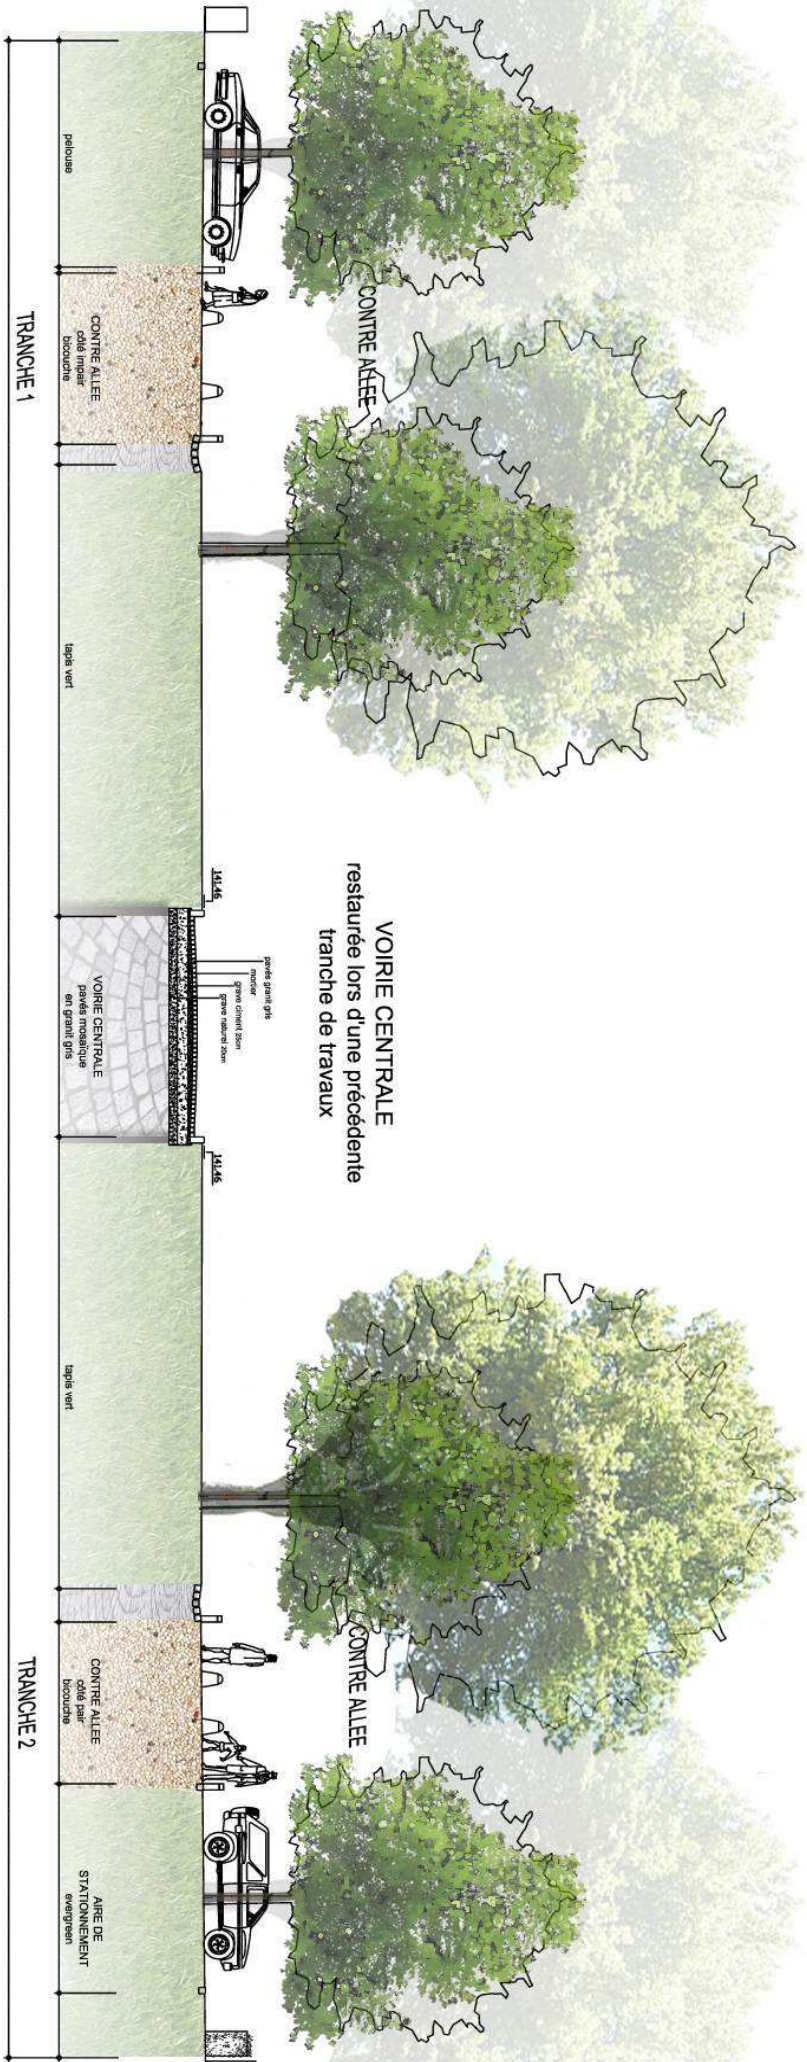 CONTRE ALLEE
CONTRE ALLEE
VOIRIE CENTRALE
restaurée lors d'une précédente
tranche de travaux
pavés granit gris
mortier
grave ciment 25cm
grave naturel 20cm
141.46
141.46
pelouse
CONTRE ALLEE
côté impair
bicouche
tapis vert
VOIRIE CENTRALE
pavés mosaïque
en granit gris
tapis vert
CONTRE ALLEE
côté pair
bicouche
AIRE DE
STATIONNEMENT
evergreen
TRANCHE 1
TRANCHE 2